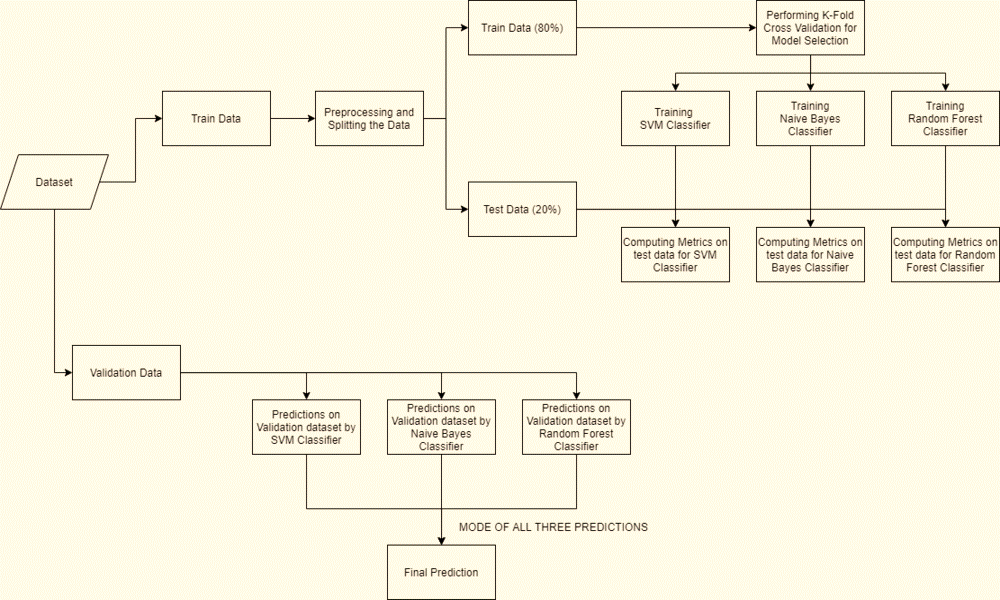 Performing K-Fold
Cross Validation for
Model Selection
Train Data (80%)
Train Data
Preprocessing and
Splitting the Data
Training
SVM Classifier
Training
Naive Bayes
Classifier
Training
Random Forest
Classifier
Dataset
Test Data (20%)
Computing Metrics on
test data for SVM
Classifier
Computing Metrics on
test data for Naive
Bayes Classifier
Computing Metrics on
test data for Random
Forest Classifier
Validation Data
Predictions on
Validation dataset by
SVM Classifier
Predictions on
Validation dataset by
Naive Bayes
Classifier
Predictions on
Validation dataset by
Random Forest
Classifier
MODE OF ALL THREE PREDICTIONS
Final Prediction